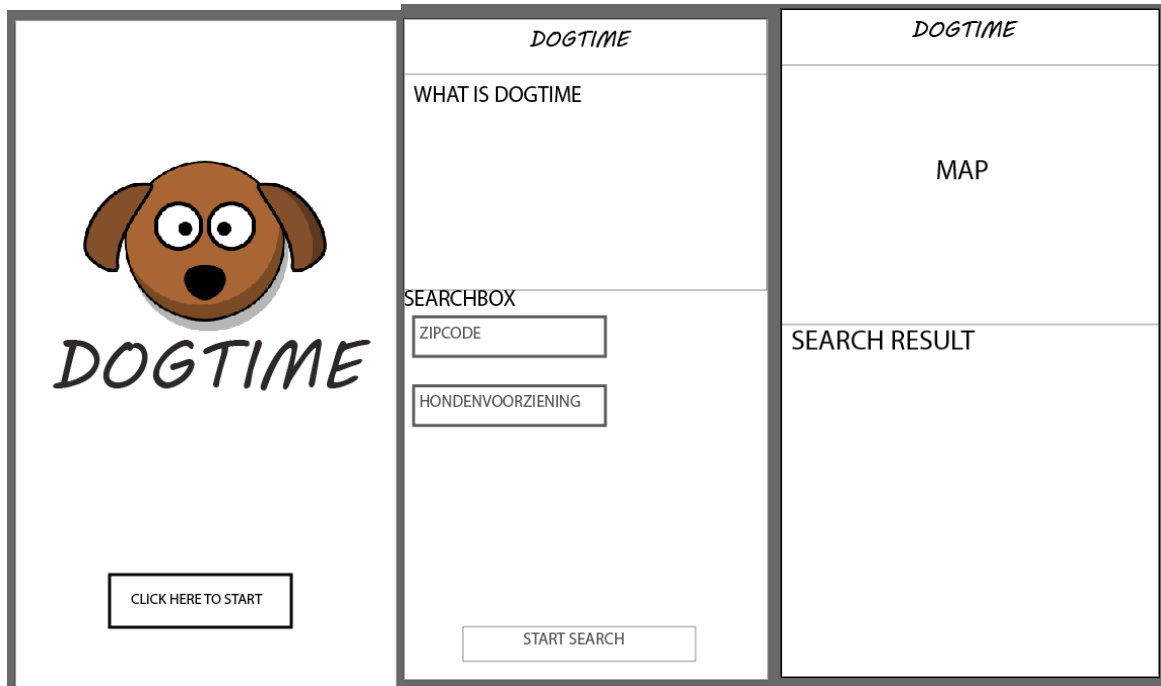 DOGTIME
CLICK HERE TO START
DOGTIME
WHAT IS DOGTIME
SEARCHBOX
ZIPCODE
HONDENVOORZIENING
START SEARCH
DOGTIME
MAP
SEARCH RESULT